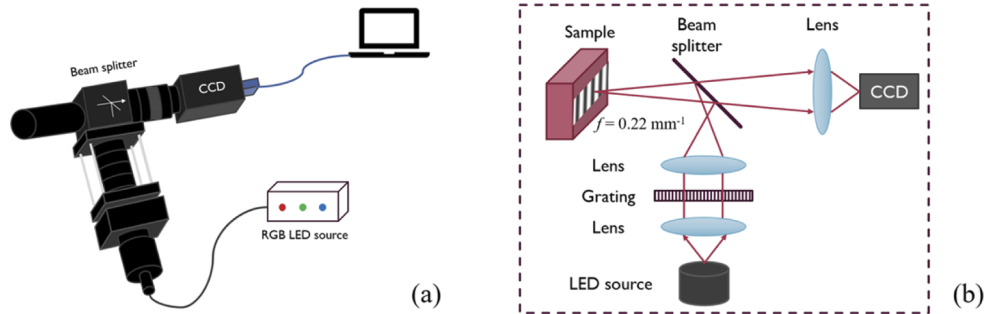 Beam splitter
CCD
RGB LED source
(a)
Sample
Beam
splitter
Lens
CCD
f = 0.22 mm⁻¹
Lens
Grating
Lens
LED source
(b)